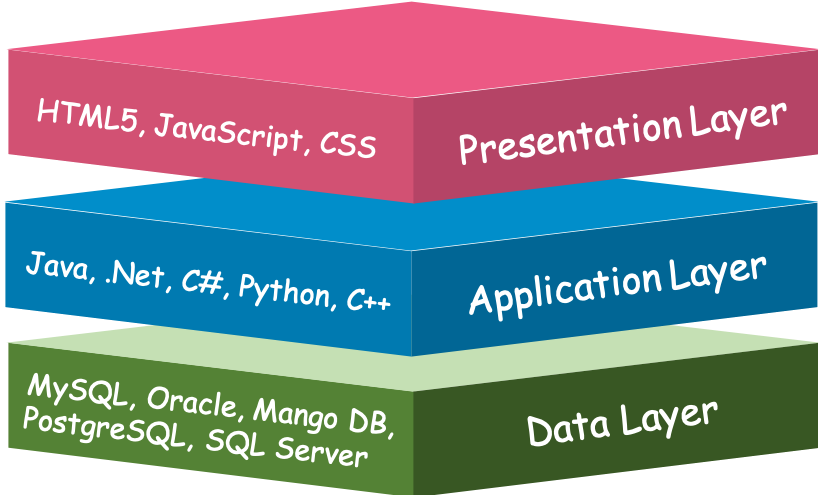 HTML5, JavaScript, CSS
Presentation Layer
Java, .Net, C#, Python, C++
Application Layer
MySQL, Oracle, Mango DB,
PostgreSQL, SQL Server
Data Layer